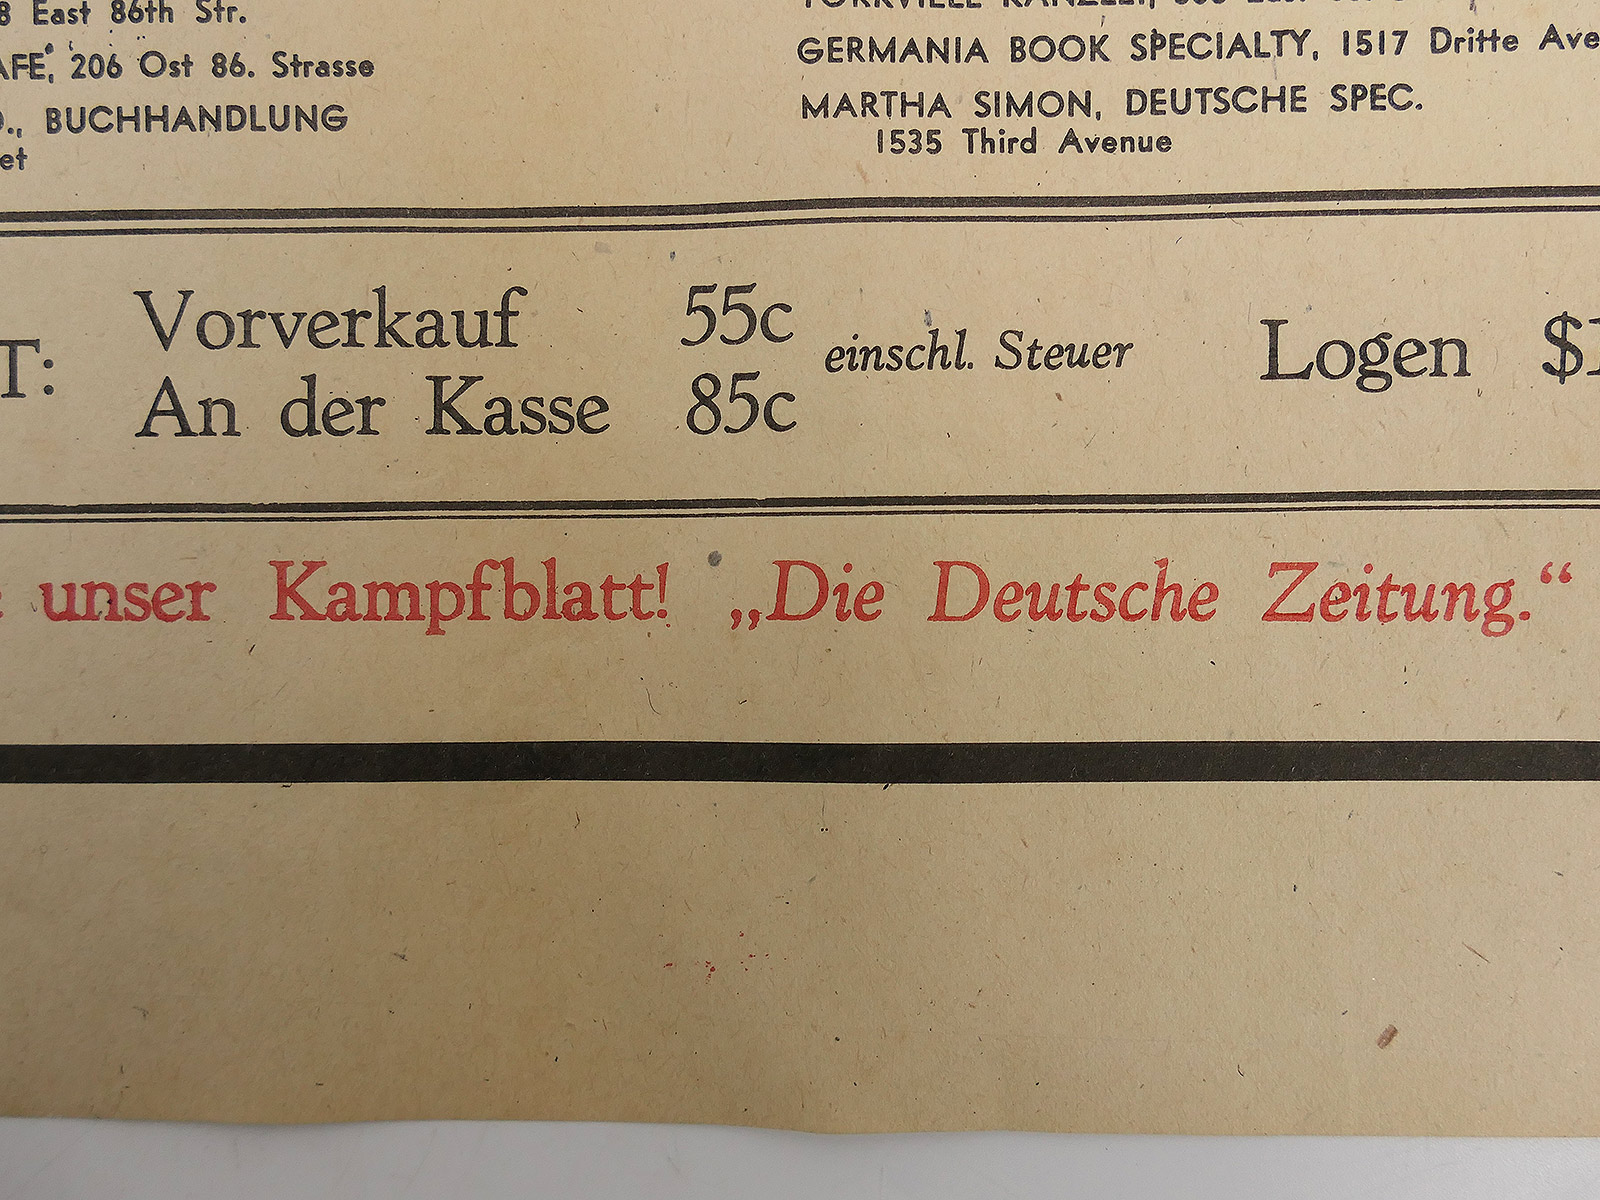 8 East 86th Str.
AFE, 206 Ost 86. Strasse
BUCHHANDLUNG
et
GERMANIA BOOK SPECIALTY, 1517 Dritte Ave
MARTHA SIMON, DEUTSCHE SPEC.
1535 Third Avenue
T: Vorverkauf 55c
An der Kasse 85c
einschl. Steuer
Logen
unser Kampfblatt! „Die Deutsche Zeitung.“